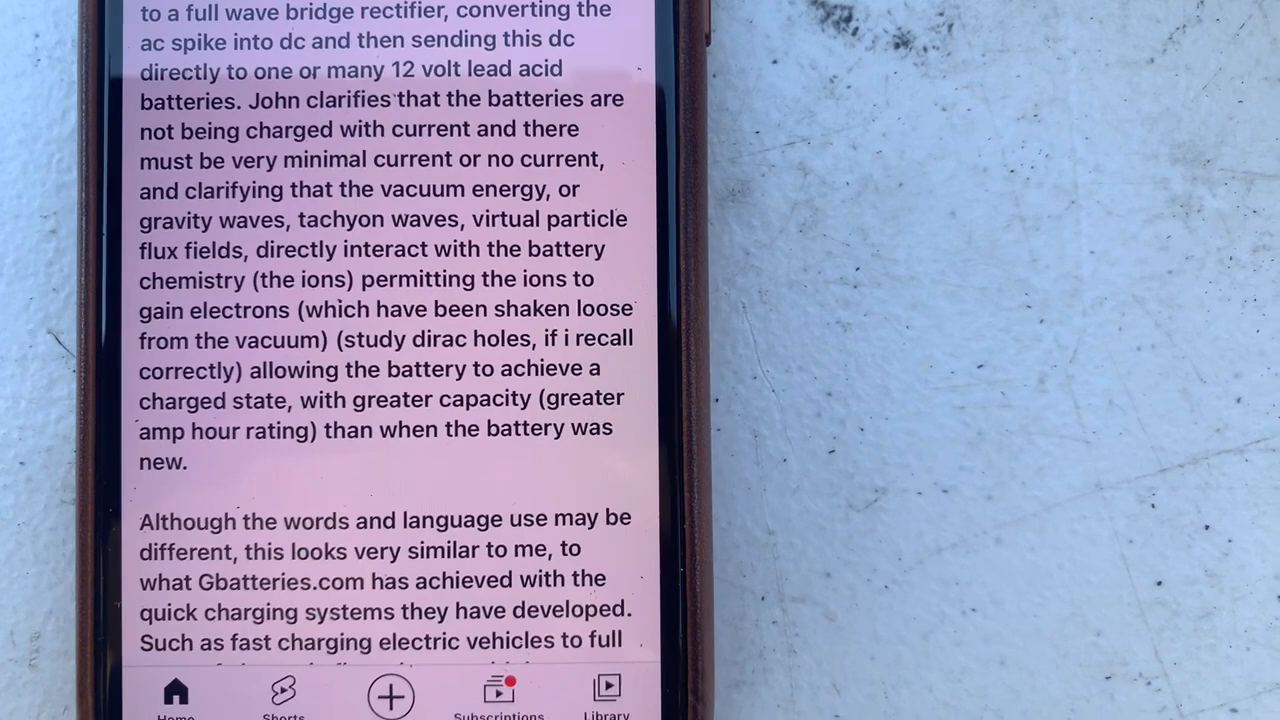 to a full wave bridge rectifier, converting the
ac spike into dc and then sending this dc
directly to one or many 12 volt lead acid
batteries. John clarifies that the batteries are
not being charged with current and there
must be very minimal current or no current,
and clarifying that the vacuum energy, or
gravity waves, tachyon waves, virtual particle
flux fields, directly interact with the battery
chemistry (the ions) permitting the ions to
gain electrons (which have been shaken loose
from the vacuum) (study dirac holes, if i recall
correctly) allowing the battery to achieve a
charged state, with greater capacity (greater
amp hour rating) than when the battery was
new.
Although the words and language use may be
different, this looks very similar to me, to
what Gbatteries.com has achieved with the
quick charging systems they have developed.
Such as fast charging electric vehicles to full
Home Shorts Subscriptions Library